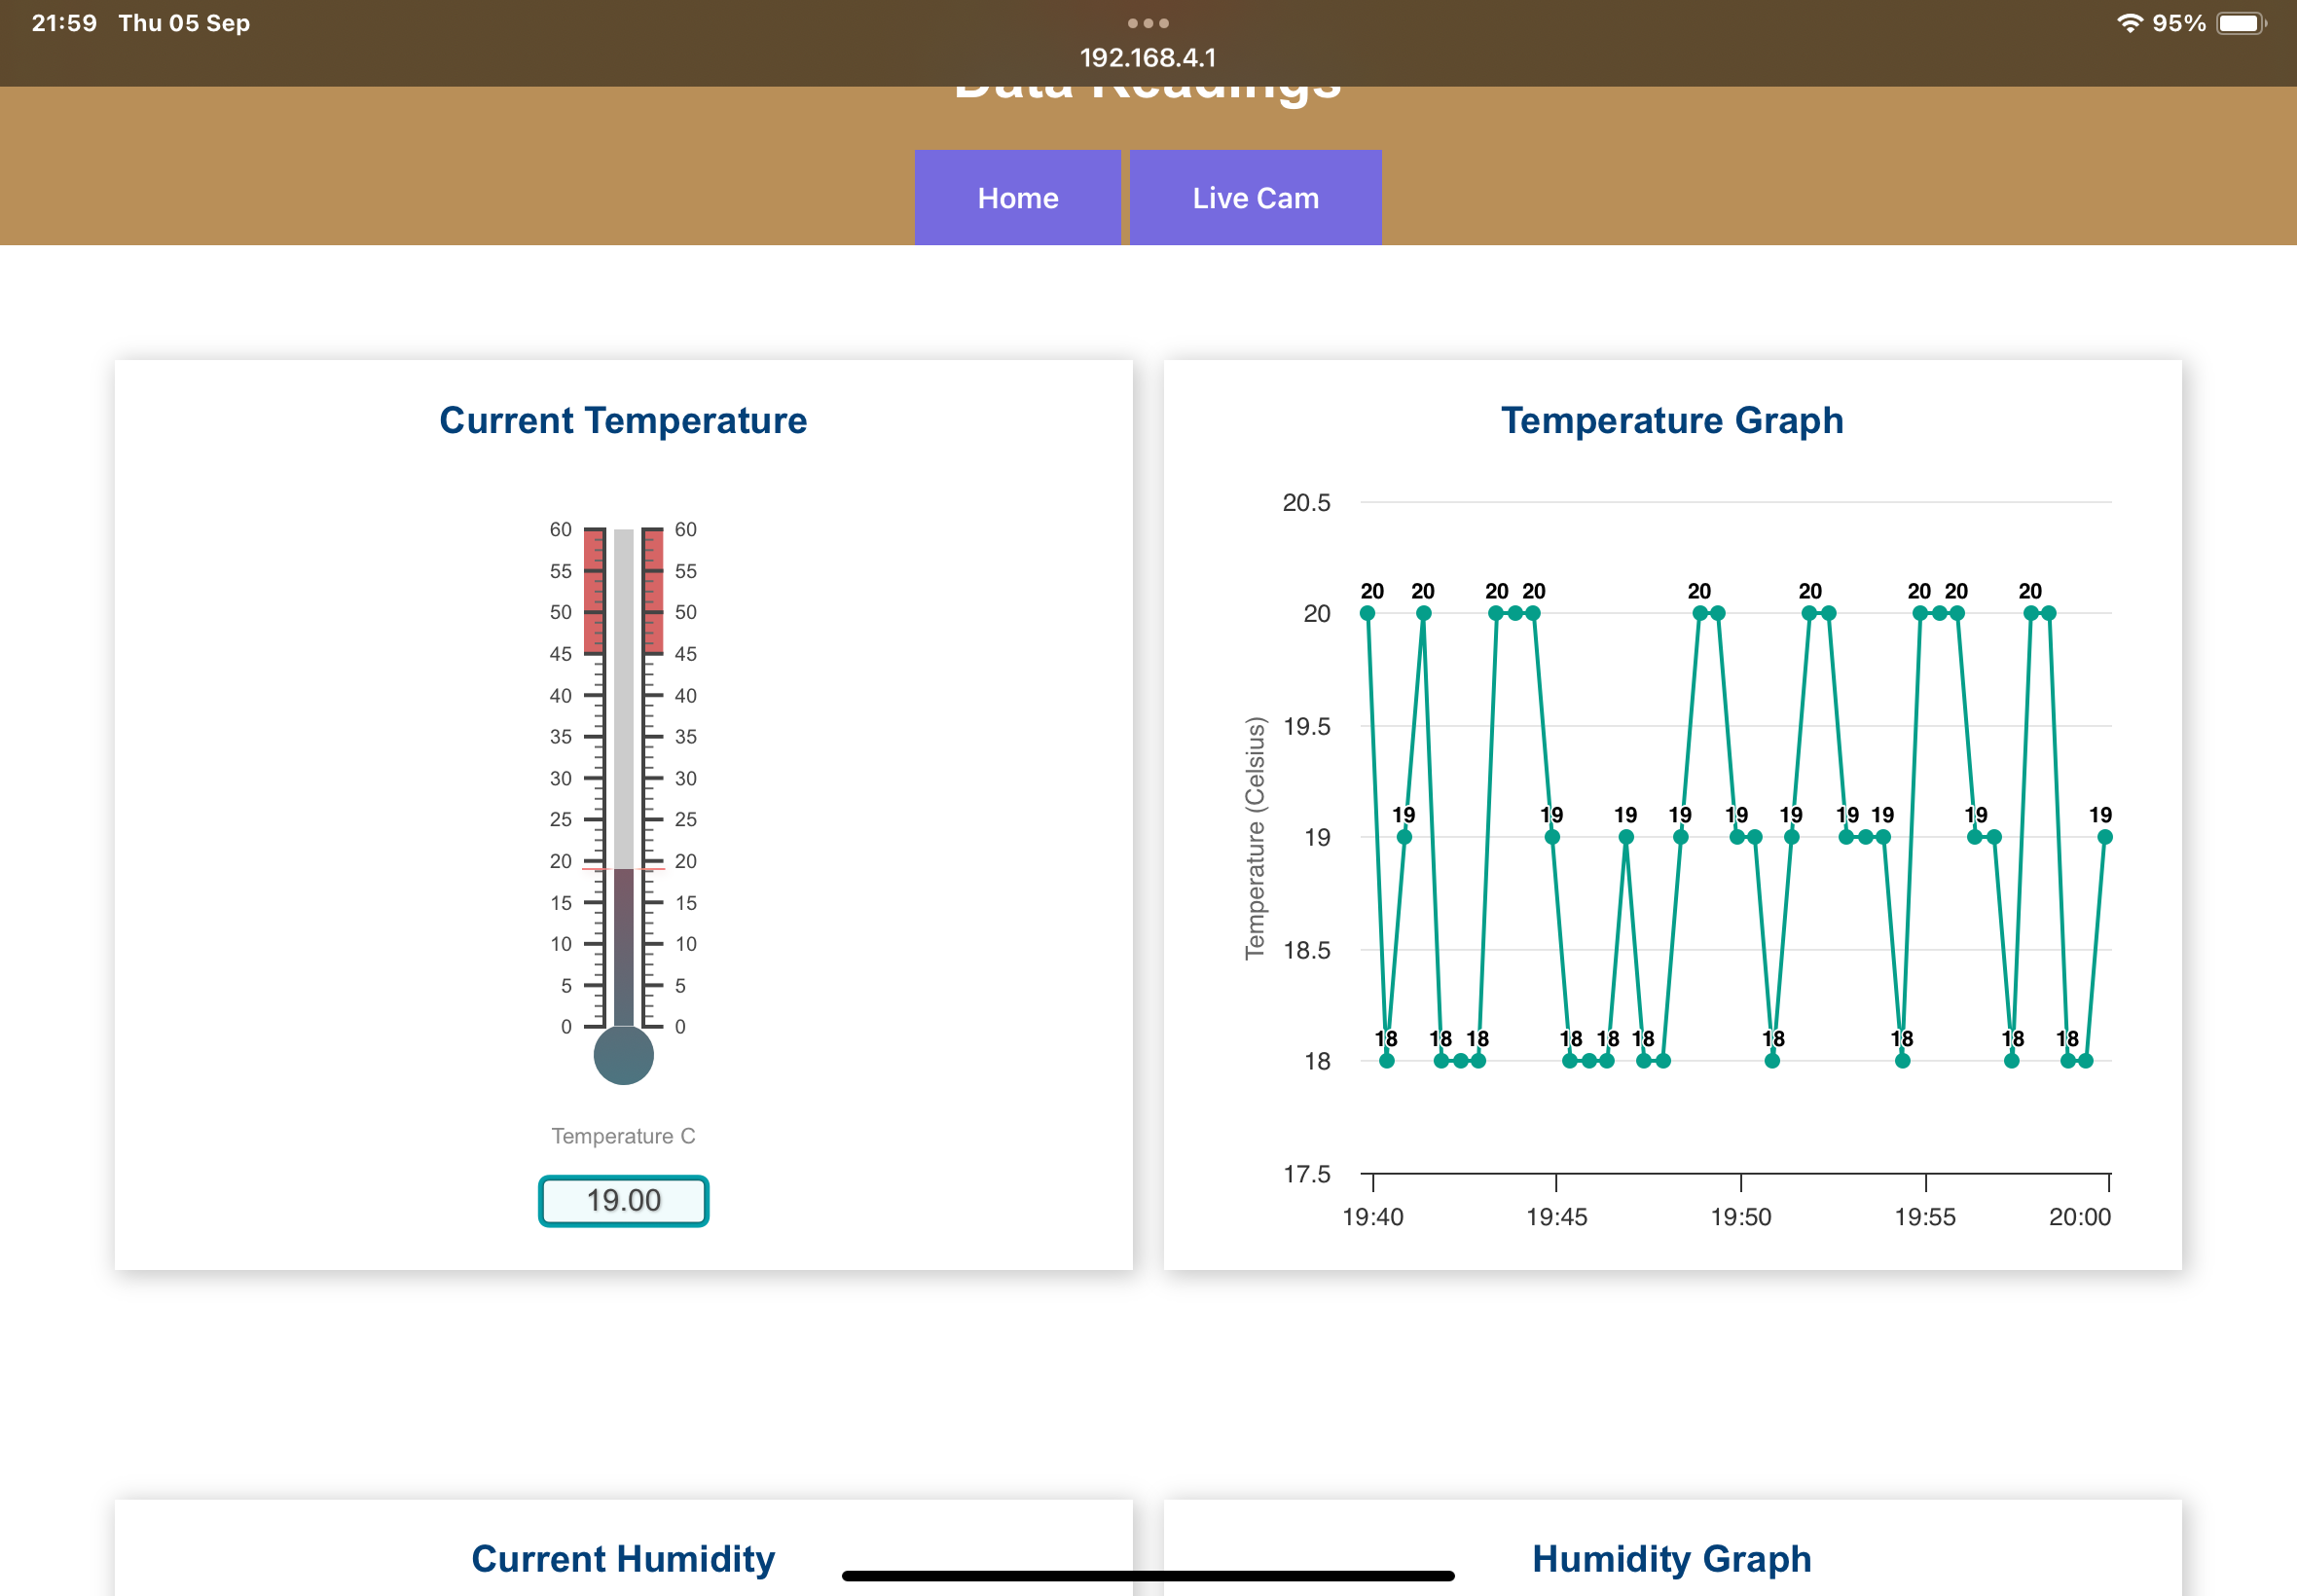 21:59 Thu 05 Sep
95%
192.168.4.1
Data Readings
Home Live Cam
Current Temperature
60 60
55 55
50 50
45 45
40 40
35 35
30 30
25 25
20 20
15 15
10 10
5 5
0 0
Temperature C
19.00
Temperature Graph
Temperature (Celsius)
20.5
20
19.5
19
18.5
18
17.5
20 20 20 20 20 20 20 20 20
19 19 19 19 19 19 19 19 19 19
18 18 18 18 18 18 18 18 18 18
19:40 19:45 19:50 19:55 20:00
Current Humidity
Humidity Graph